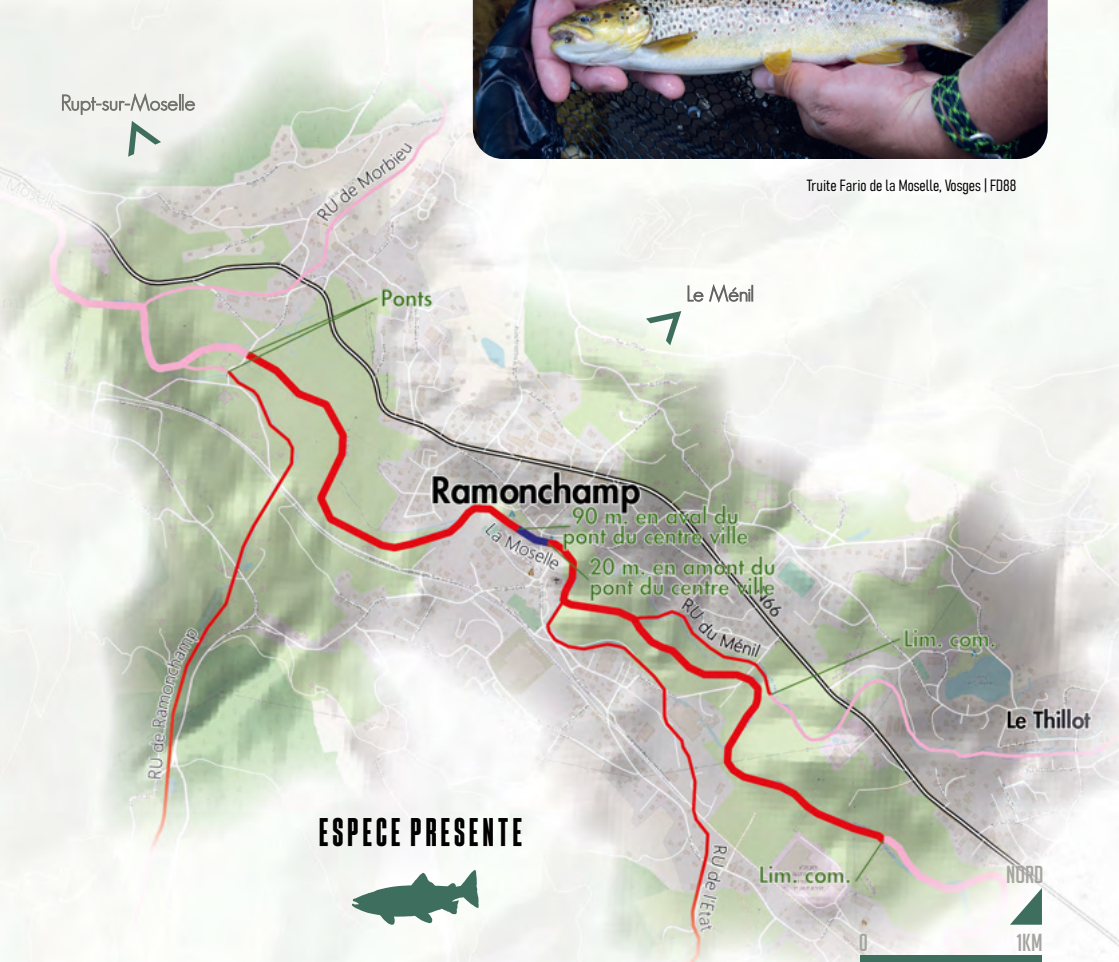 Truite Fario de la Moselle, Vosges | FD88
Rupt-sur-Moselle
RU de Morbieu
Moselle
Le Ménil
Ponts
Ramonchamp
90 m. en aval du
pont du centre ville
La Moselle
20 m. en amont du
pont du centre ville
N66
RU du Ménil
Lim. com.
RU de Ramonchamp
Le Thillot
ESPECE PRESENTE
Lim. com.
RU de l'Etat
NORD
0
1KM